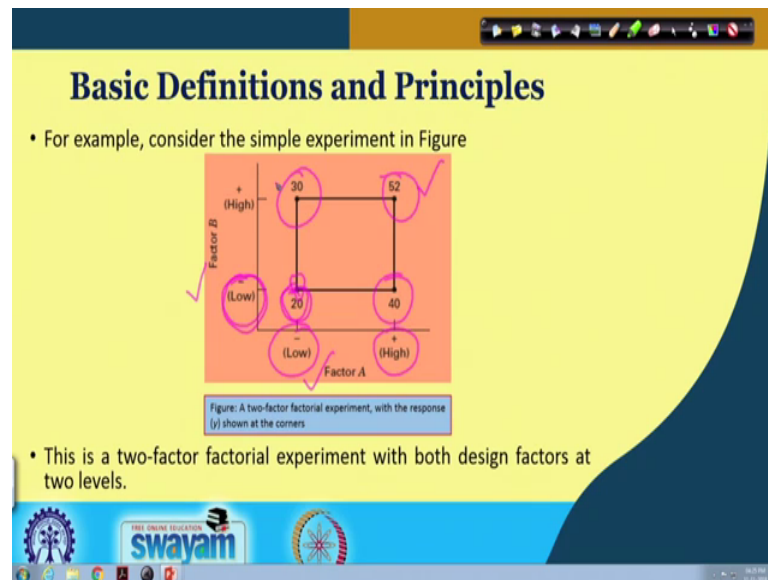 Basic Definitions and Principles
• For example, consider the simple experiment in Figure
30
52
+
(High)
Factor B
−
(Low)
20
40
−
(Low)
+
(High)
Factor A
Figure: A two-factor factorial experiment, with the response
(y) shown at the corners
• This is a two-factor factorial experiment with both design factors at
two levels.
FREE ONLINE EDUCATION
swayam